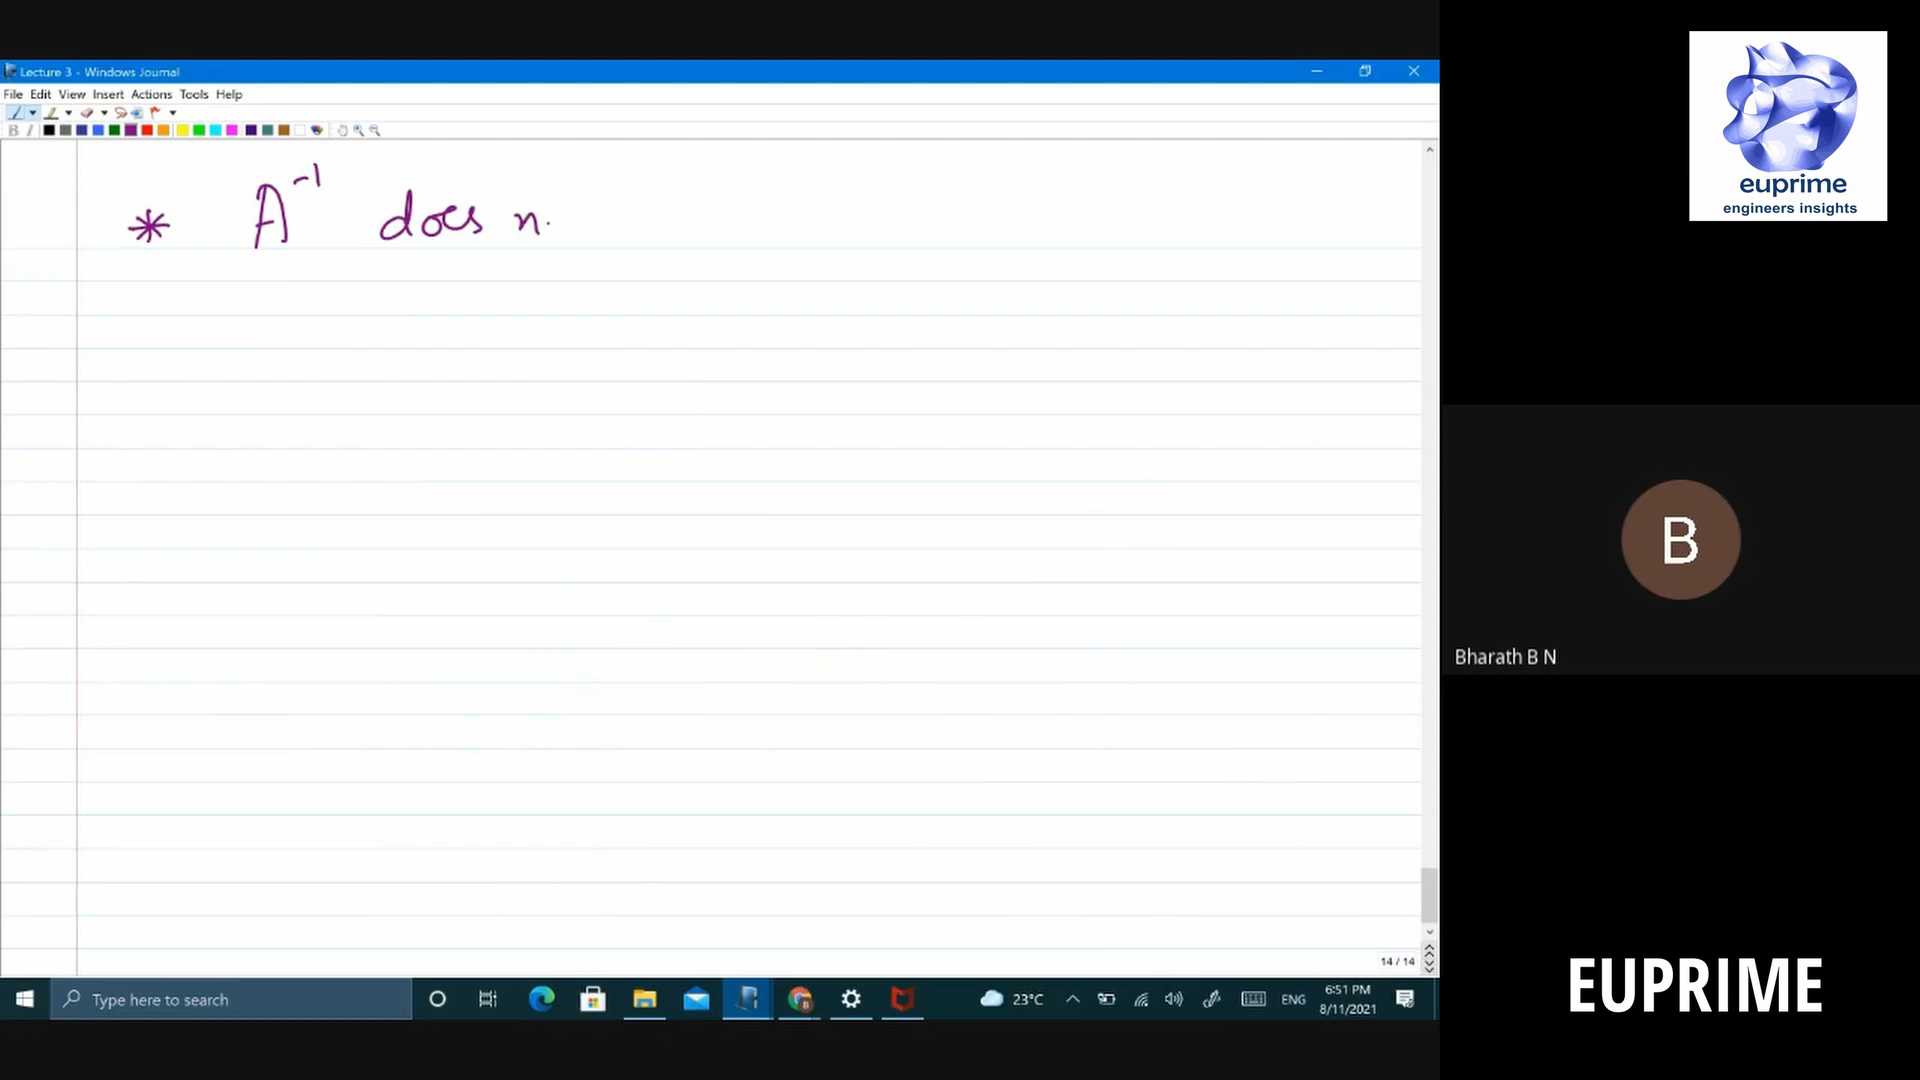 Lecture 3 - Windows Journal
File Edit View Insert Actions Tools Help
B I
* A⁻¹ does n
14 / 14
Type here to search
23°C
ENG
6:51 PM
8/11/2021
euprime
engineers insights
B
Bharath B N
EUPRIME